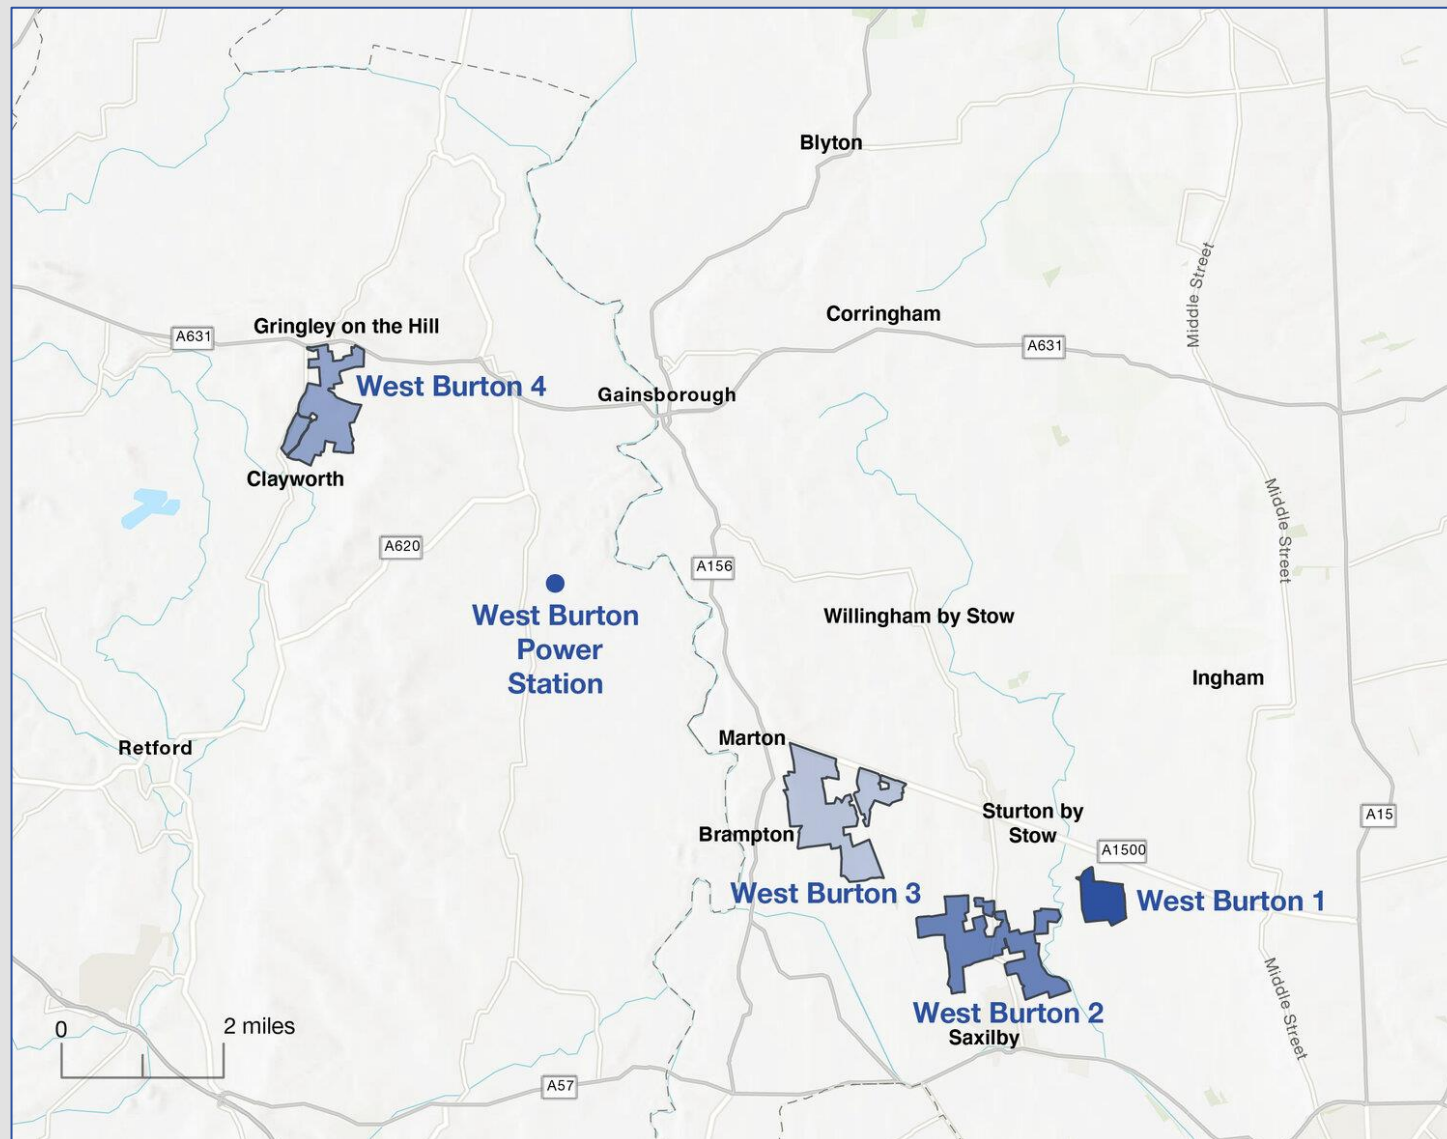 Blyton
Middle Street
Corringham
Gringley on the Hill
A631
A631
West Burton 4
Gainsborough
Clayworth
Middle Street
A620
A156
West Burton
Power
Station
Willingham by Stow
Ingham
Marton
Retford
Sturton by
Stow
A15
Brampton
A1500
West Burton 3
West Burton 1
West Burton 2
Middle Street
Saxilby
0
2 miles
A57